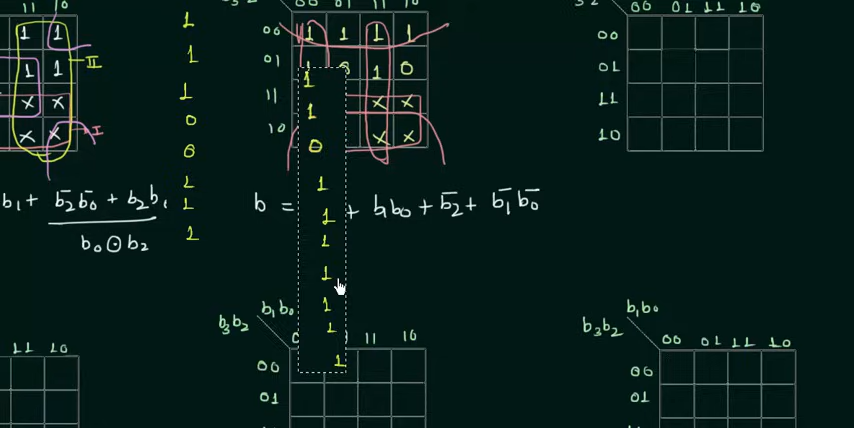 11 10
1 1
1 1 II
x x
x x I
b₁ + b̄₂b̄₀ + b₂b₀
b₀ ⊙ b₂
1
1
1
0
0
1
1
1
00 01 11 10
00 1 1 1 1
01 1 0 1 0
11 x x
10 x x
b = + b₁b₀ + b̄₂ + b̄₁b̄₀
1
1
0
1
1
1
1
1
1
1
00 01 11 10
00
01
11
10
11 10
b₁b₀
b₃b₂
11 10
00
01
b₁b₀
b₃b₂
00 01 11 10
00
01